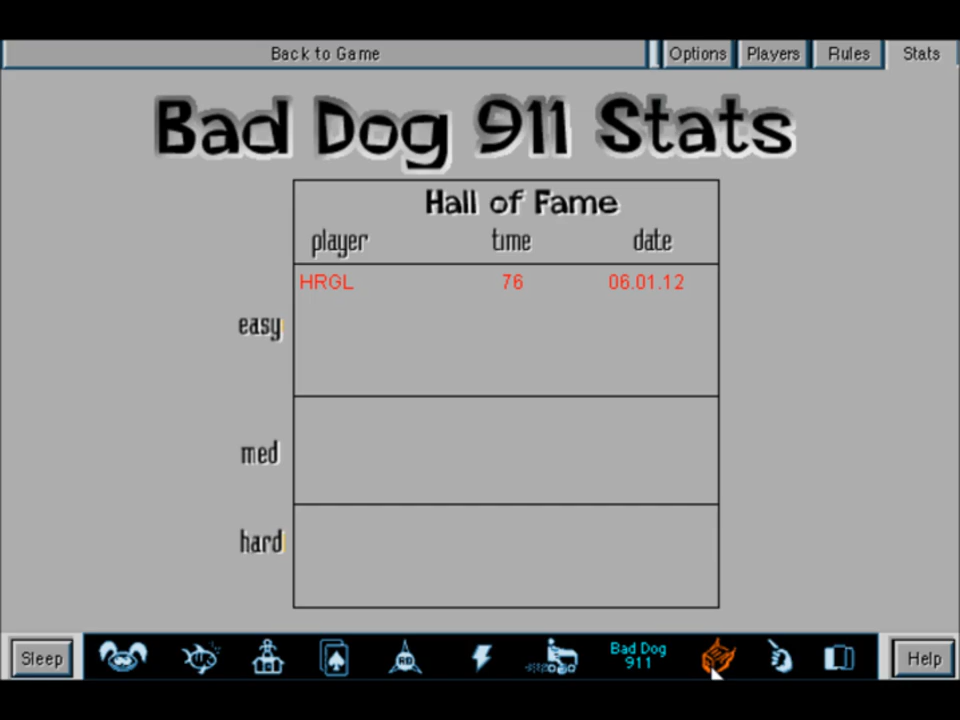 Back to Game
Options
Players
Rules
Stats
Bad Dog 911 Stats
Hall of Fame
player time date
HRGL 76 06.01.12
easy
med
hard
Sleep
RD
Bad Dog
911
Help